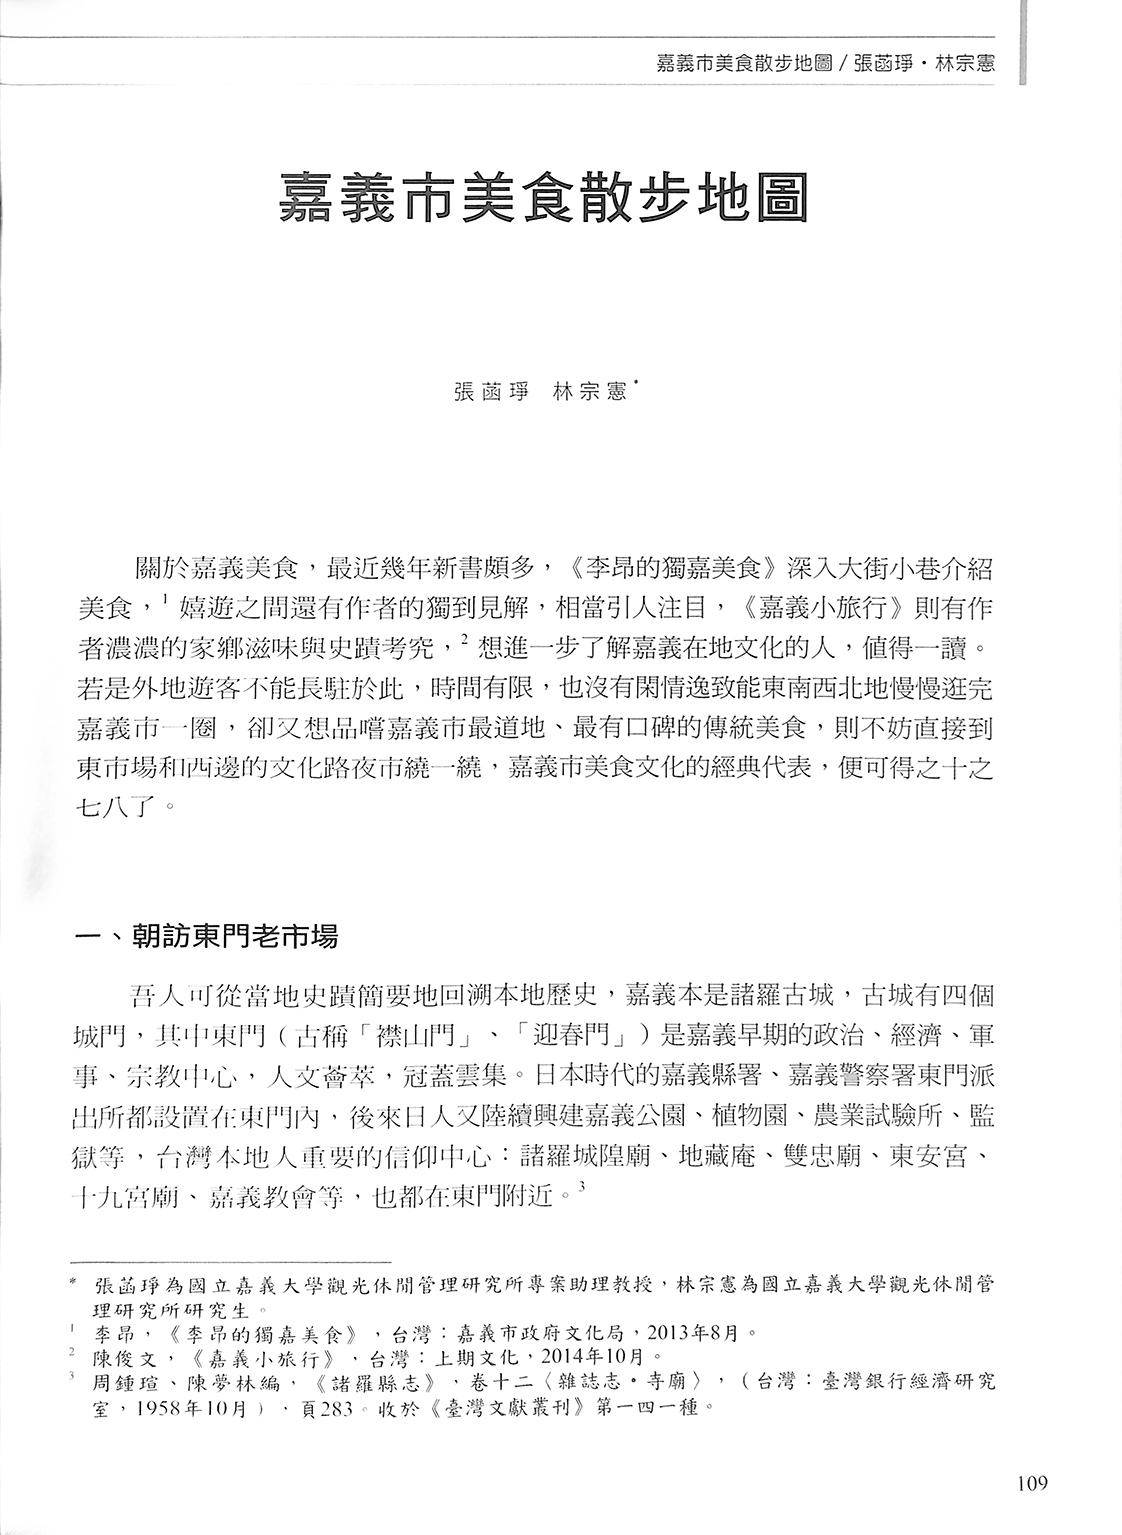 嘉義市美食散步地圖 / 張菡琤・林宗憲
嘉義市美食散步地圖
張菡琤 林宗憲*
關於嘉義美食，最近幾年新書頗多，《李昂的獨嘉美食》深入大街小巷介紹
美食，1 嬉遊之間還有作者的獨到見解，相當引人注目，《嘉義小旅行》則有作
者濃濃的家鄉滋味與史蹟考究，2 想進一步了解嘉義在地文化的人，值得一讀。
若是外地遊客不能長駐於此，時間有限，也沒有閑情逸致能東南西北地慢慢逛完
嘉義市一圈，卻又想品嚐嘉義市最道地、最有口碑的傳統美食，則不妨直接到
東市場和西邊的文化路夜市繞一繞，嘉義市美食文化的經典代表，便可得之十之
七八了。
一、朝訪東門老市場
吾人可從當地史蹟簡要地回溯本地歷史，嘉義本是諸羅古城，古城有四個
城門，其中東門（古稱「襟山門」、「迎春門」）是嘉義早期的政治、經濟、軍
事、宗教中心，人文薈萃，冠蓋雲集。日本時代的嘉義縣署、嘉義警察署東門派
出所都設置在東門內，後來日人又陸續興建嘉義公園、植物園、農業試驗所、監
獄等，台灣本地人重要的信仰中心：諸羅城隍廟、地藏庵、雙忠廟、東安宮、
十九宮廟、嘉義教會等，也都在東門附近。3
* 張菡琤為國立嘉義大學觀光休閒管理研究所專案助理教授，林宗憲為國立嘉義大學觀光休閒管
理研究所研究生。
1 李昂，《李昂的獨嘉美食》，台灣：嘉義市政府文化局，2013年8月。
2 陳俊文，《嘉義小旅行》，台灣：上期文化，2014年10月。
3 周鍾瑄、陳夢林編，《諸羅縣志》，卷十二〈雜誌志・寺廟〉，（台灣：臺灣銀行經濟研究
室，1958年10月），頁283。收於《臺灣文獻叢刊》第一四一種。
109